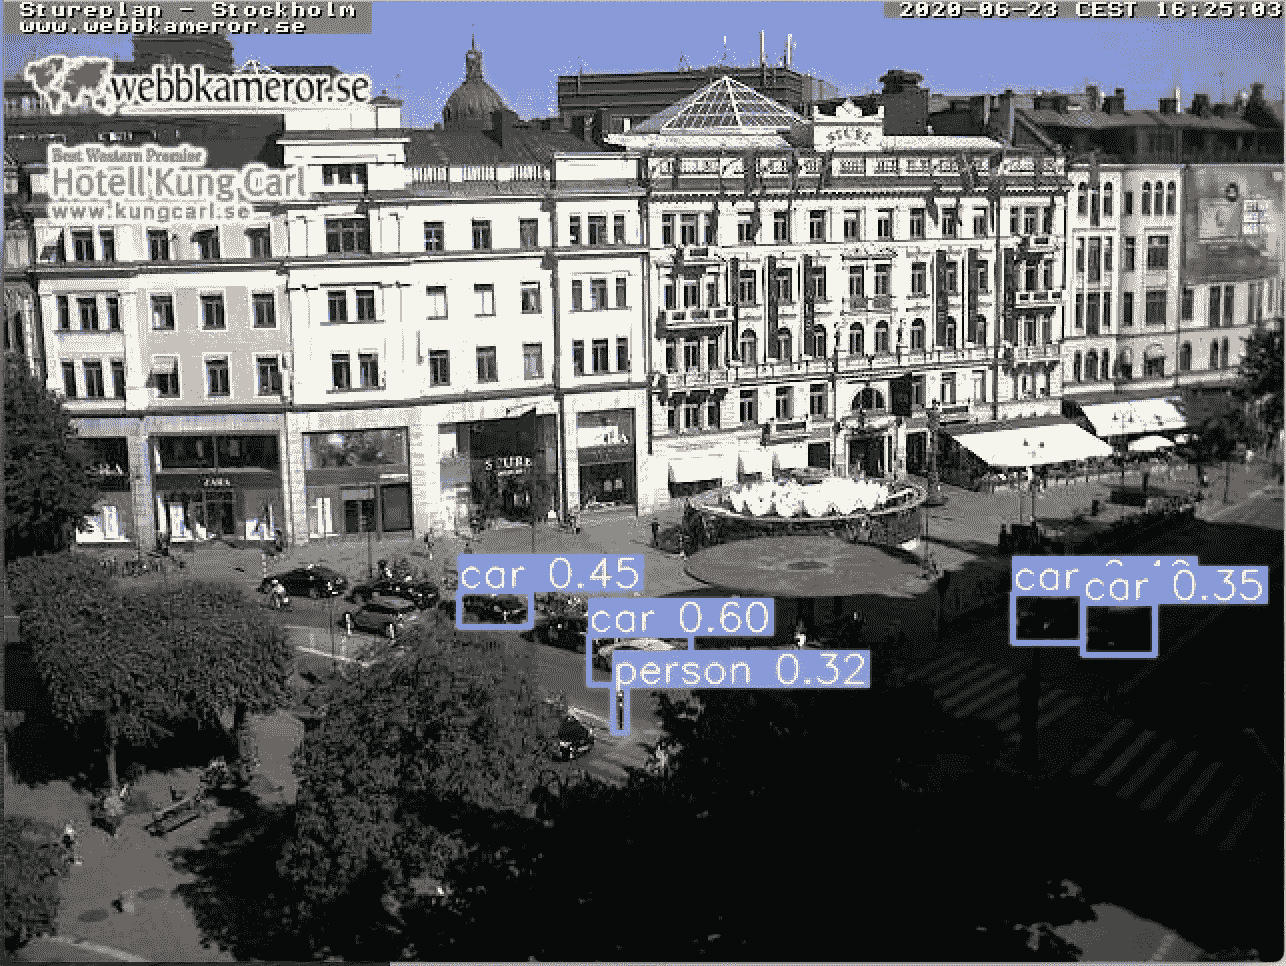 Stureplan - Stockholm
www.webbkameror.se
2020-06-23 CEST 16:25:03
webbkameror.se
Best Western Premier
Hotell Kung Carl
www.kungcarl.se
STURE
STURE
ZARA
car 0.45
car 0.60
person 0.32
car
car 0.35